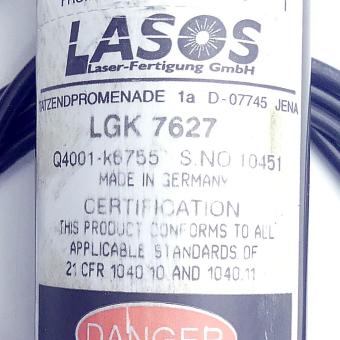 LASOS
Laser-Fertigung GmbH
TATZENDPROMENADE 1a D-07745 JENA
LGK 7627
Q4001-k6755 S.NO 10451
MADE IN GERMANY
CERTIFICATION
THIS PRODUCT CONFORMS TO ALL
APPLICABLE STANDARDS OF
21 CFR 1040.10 AND 1040.11
DANGER